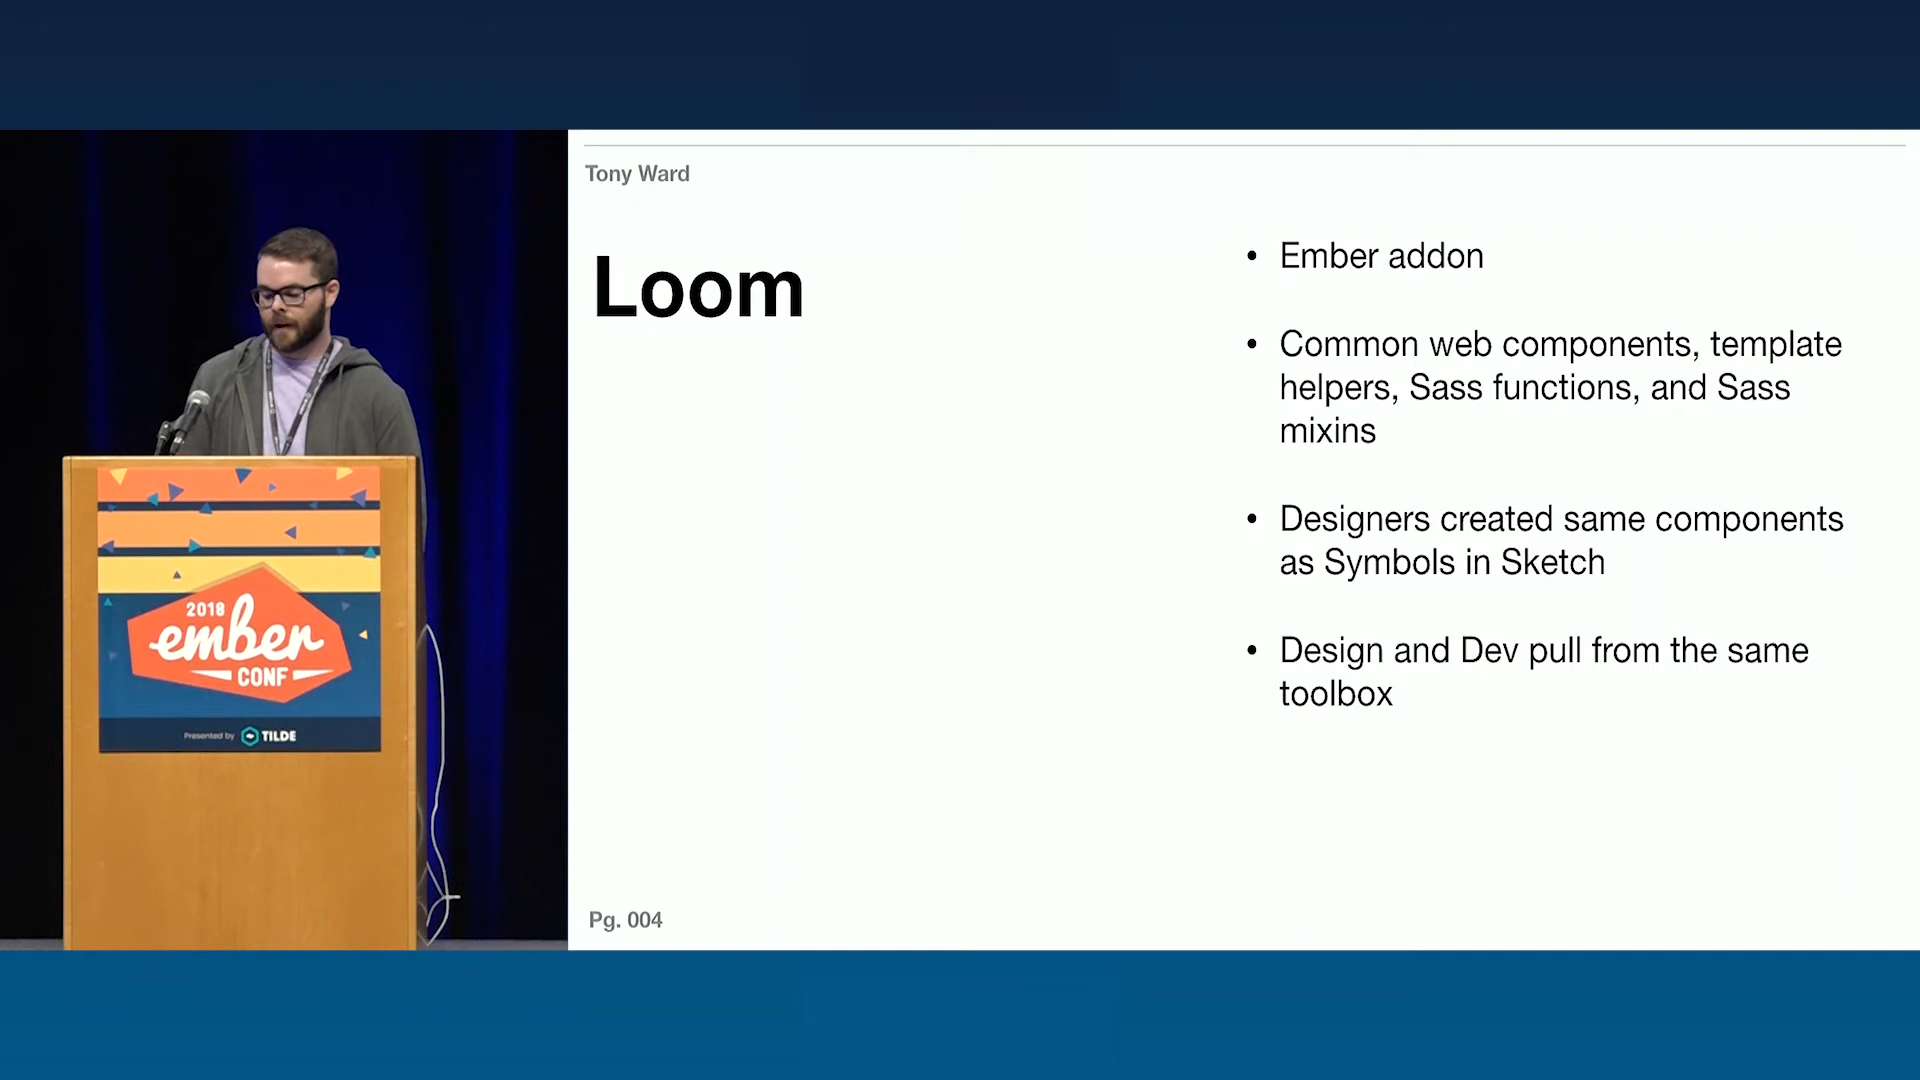 Tony Ward
Loom
• Ember addon
• Common web components, template
helpers, Sass functions, and Sass
mixins
• Designers created same components
as Symbols in Sketch
• Design and Dev pull from the same
toolbox
Pg. 004
2018
ember
CONF
Presented by TILDE